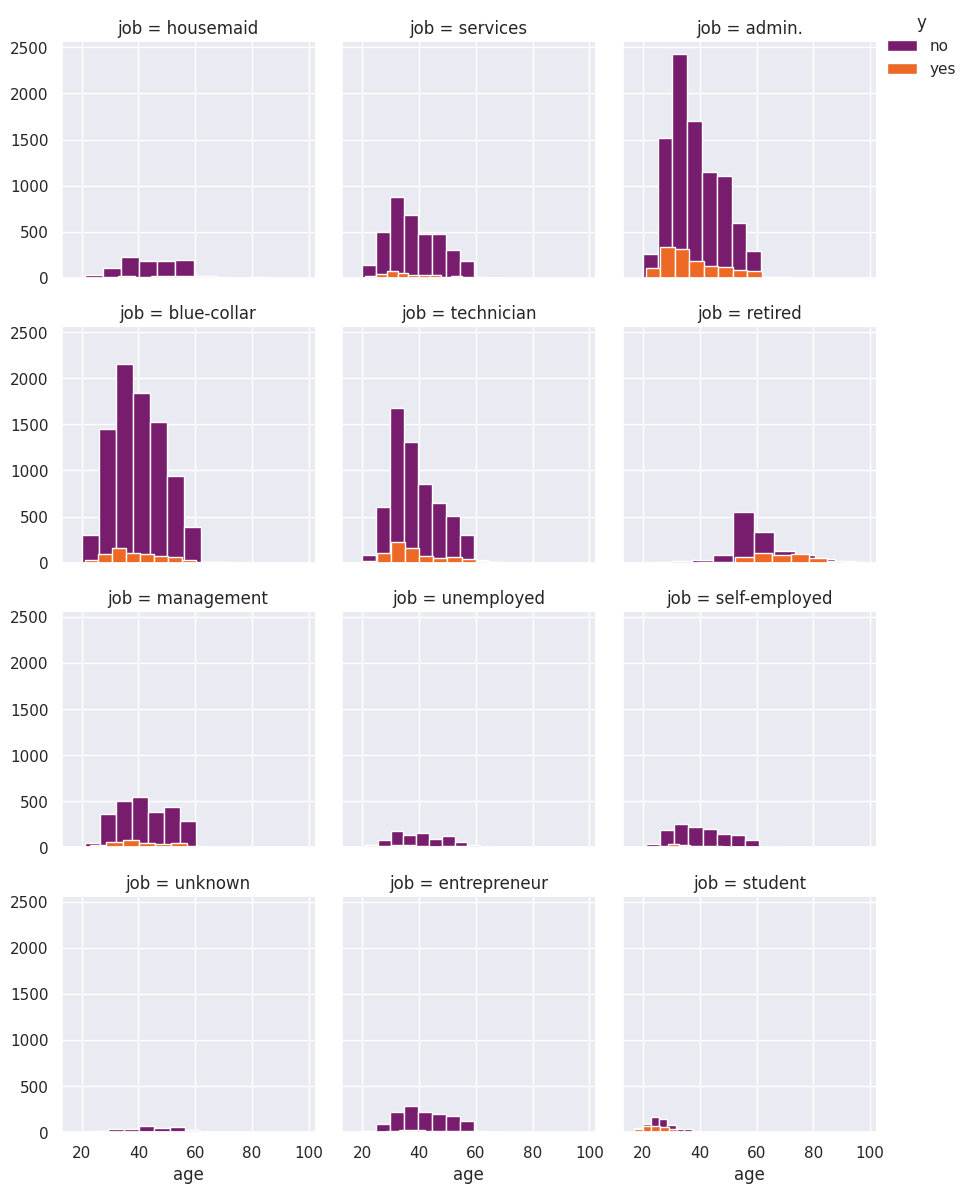 job = housemaid
job = services
job = admin.
y
no
yes
2500
2000
1500
1000
500
0
job = blue-collar
job = technician
job = retired
2500
2000
1500
1000
500
0
job = management
job = unemployed
job = self-employed
2500
2000
1500
1000
500
0
job = unknown
job = entrepreneur
job = student
2500
2000
1500
1000
500
0
20 40 60 80 100
20 40 60 80 100
20 40 60 80 100
age
age
age